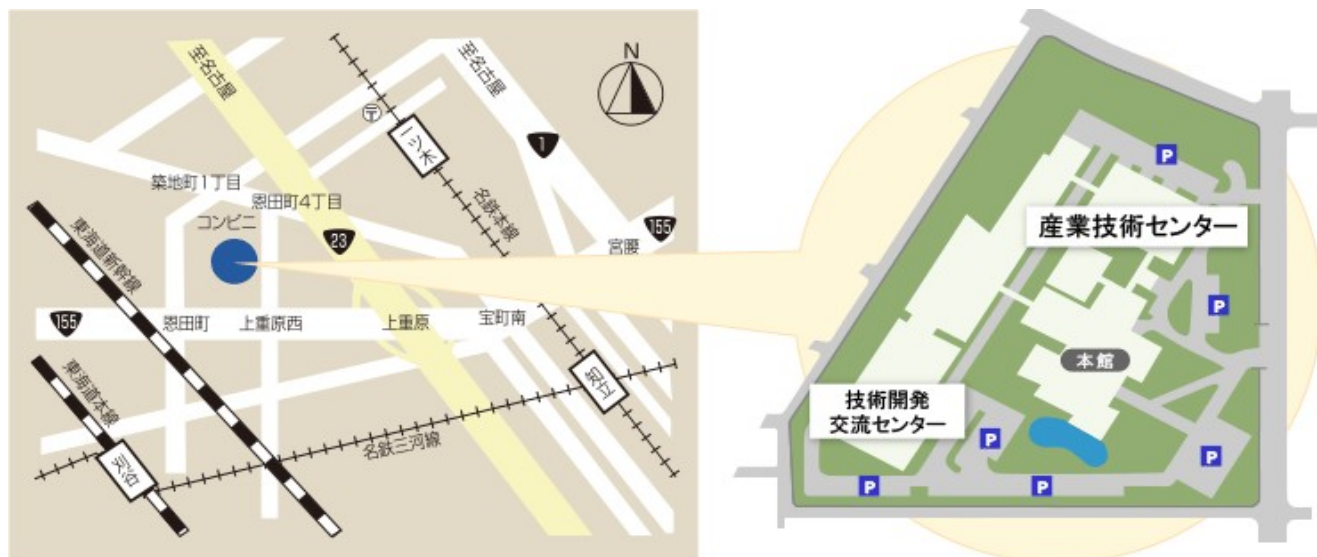 至名古屋
至名古屋
N
〒
一ツ木
1
築地町1丁目
恩田町4丁目
コンビニ
名鉄本線
23
155
宮腰
東海道新幹線
155
恩田町
上重原西
上重原
宝町南
知立
東海道本線
刈谷
名鉄三河線
P
産業技術センター
P
本館
技術開発
交流センター
P
P
P
P